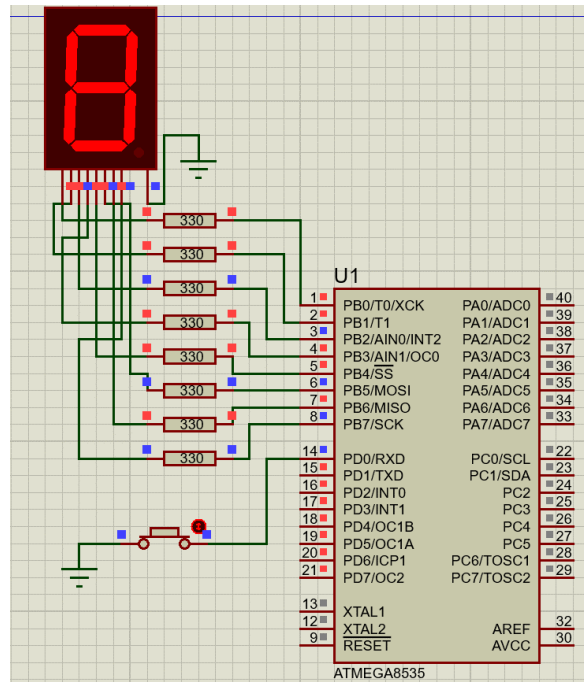 330
330
330
330
330
330
330
330
U1
1 PB0/T0/XCK PA0/ADC0 40
2 PB1/T1 PA1/ADC1 39
3 PB2/AIN0/INT2 PA2/ADC2 38
4 PB3/AIN1/OC0 PA3/ADC3 37
5 PB4/SS PA4/ADC4 36
6 PB5/MOSI PA5/ADC5 35
7 PB6/MISO PA6/ADC6 34
8 PB7/SCK PA7/ADC7 33
14 PD0/RXD PC0/SCL 22
15 PD1/TXD PC1/SDA 23
16 PD2/INT0 PC2 24
17 PD3/INT1 PC3 25
18 PD4/OC1B PC4 26
19 PD5/OC1A PC5 27
20 PD6/ICP1 PC6/TOSC1 28
21 PD7/OC2 PC7/TOSC2 29
13 XTAL1
12 XTAL2 AREF 32
9 RESET AVCC 30
ATMEGA8535